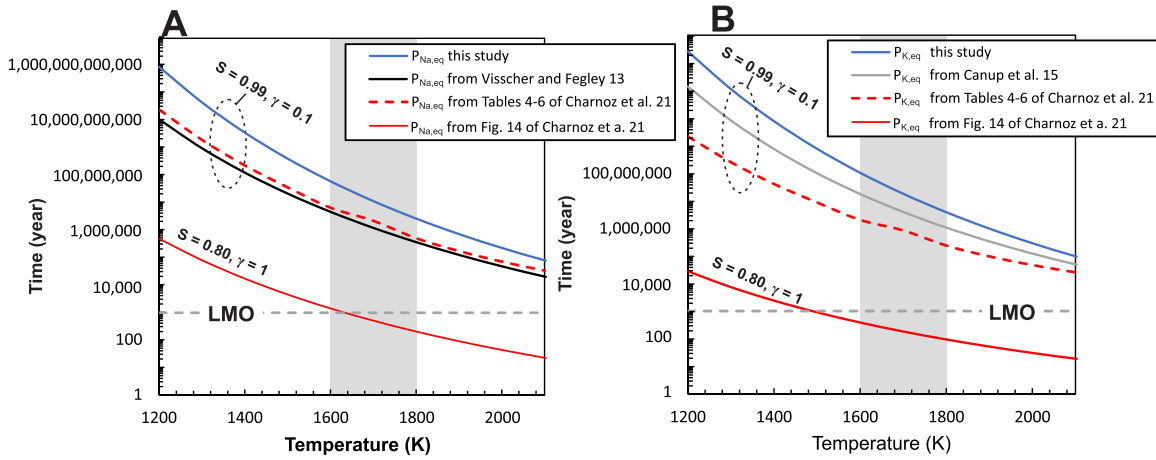 A
P_Na,eq this study
P_Na,eq from Visscher and Fegley 13
P_Na,eq from Tables 4-6 of Charnoz et al. 21
P_Na,eq from Fig. 14 of Charnoz et a. 21
S = 0.99, γ = 0.1
S = 0.80, γ = 1
LMO
Time (year)
1,000,000,000,000
10,000,000,000
100,000,000
1,000,000
10,000
100
1
1200
1400
1600
1800
2000
Temperature (K)
B
P_K,eq this study
P_K,eq from Canup et al. 15
P_K,eq from Tables 4-6 of Charnoz et al. 21
P_K,eq from Fig. 14 of Charnoz et al. 21
S = 0.99, γ = 0.1
S = 0.80, γ = 1
LMO
Time (year)
100,000,000
1,000,000
10,000
100
1
1200
1400
1600
1800
2000
Temperature (K)